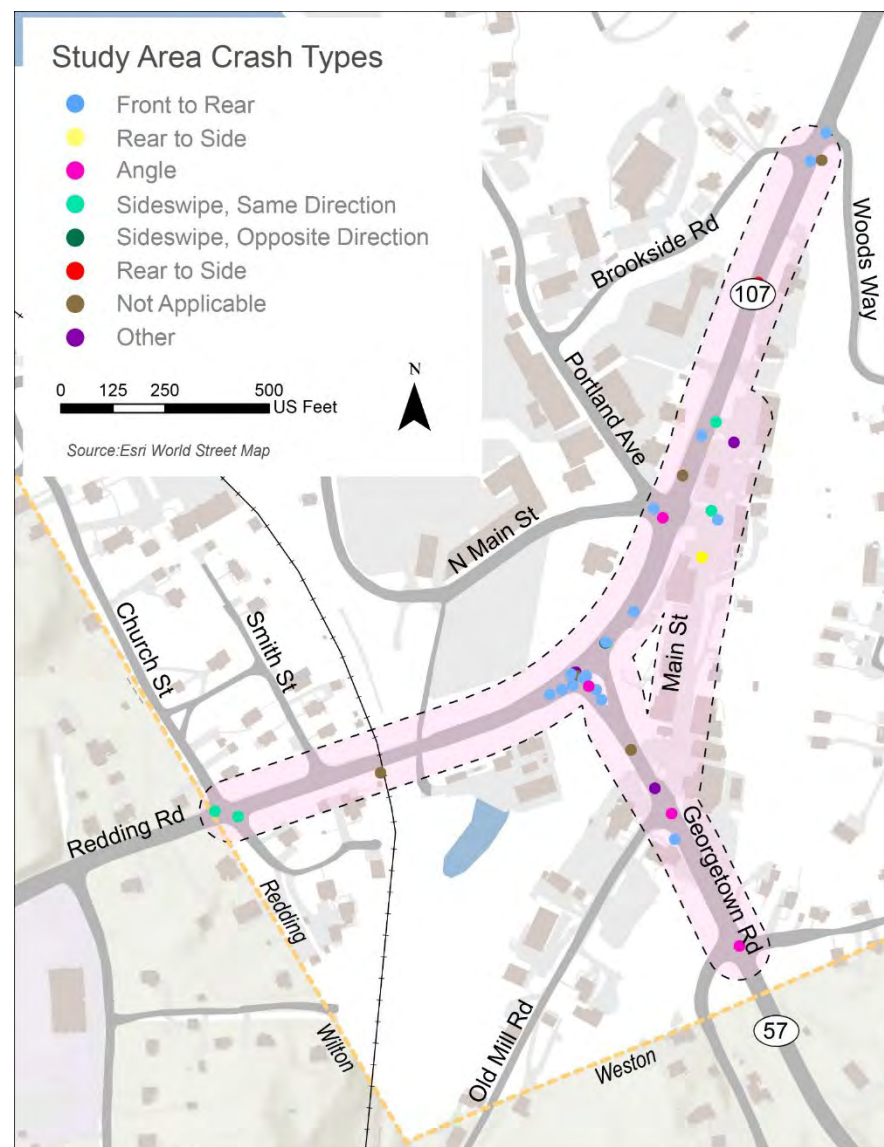 Study Area Crash Types
Front to Rear
Rear to Side
Angle
Sideswipe, Same Direction
Sideswipe, Opposite Direction
Rear to Side
Not Applicable
Other
N
0 125 250 500
US Feet
Source:Esri World Street Map
Woods Way
Brookside Rd
107
Portland Ave
N Main St
Church St
Smith St
Main St
Redding Rd
Georgetown Rd
Redding
Wilton
Old Mill Rd
Weston
57